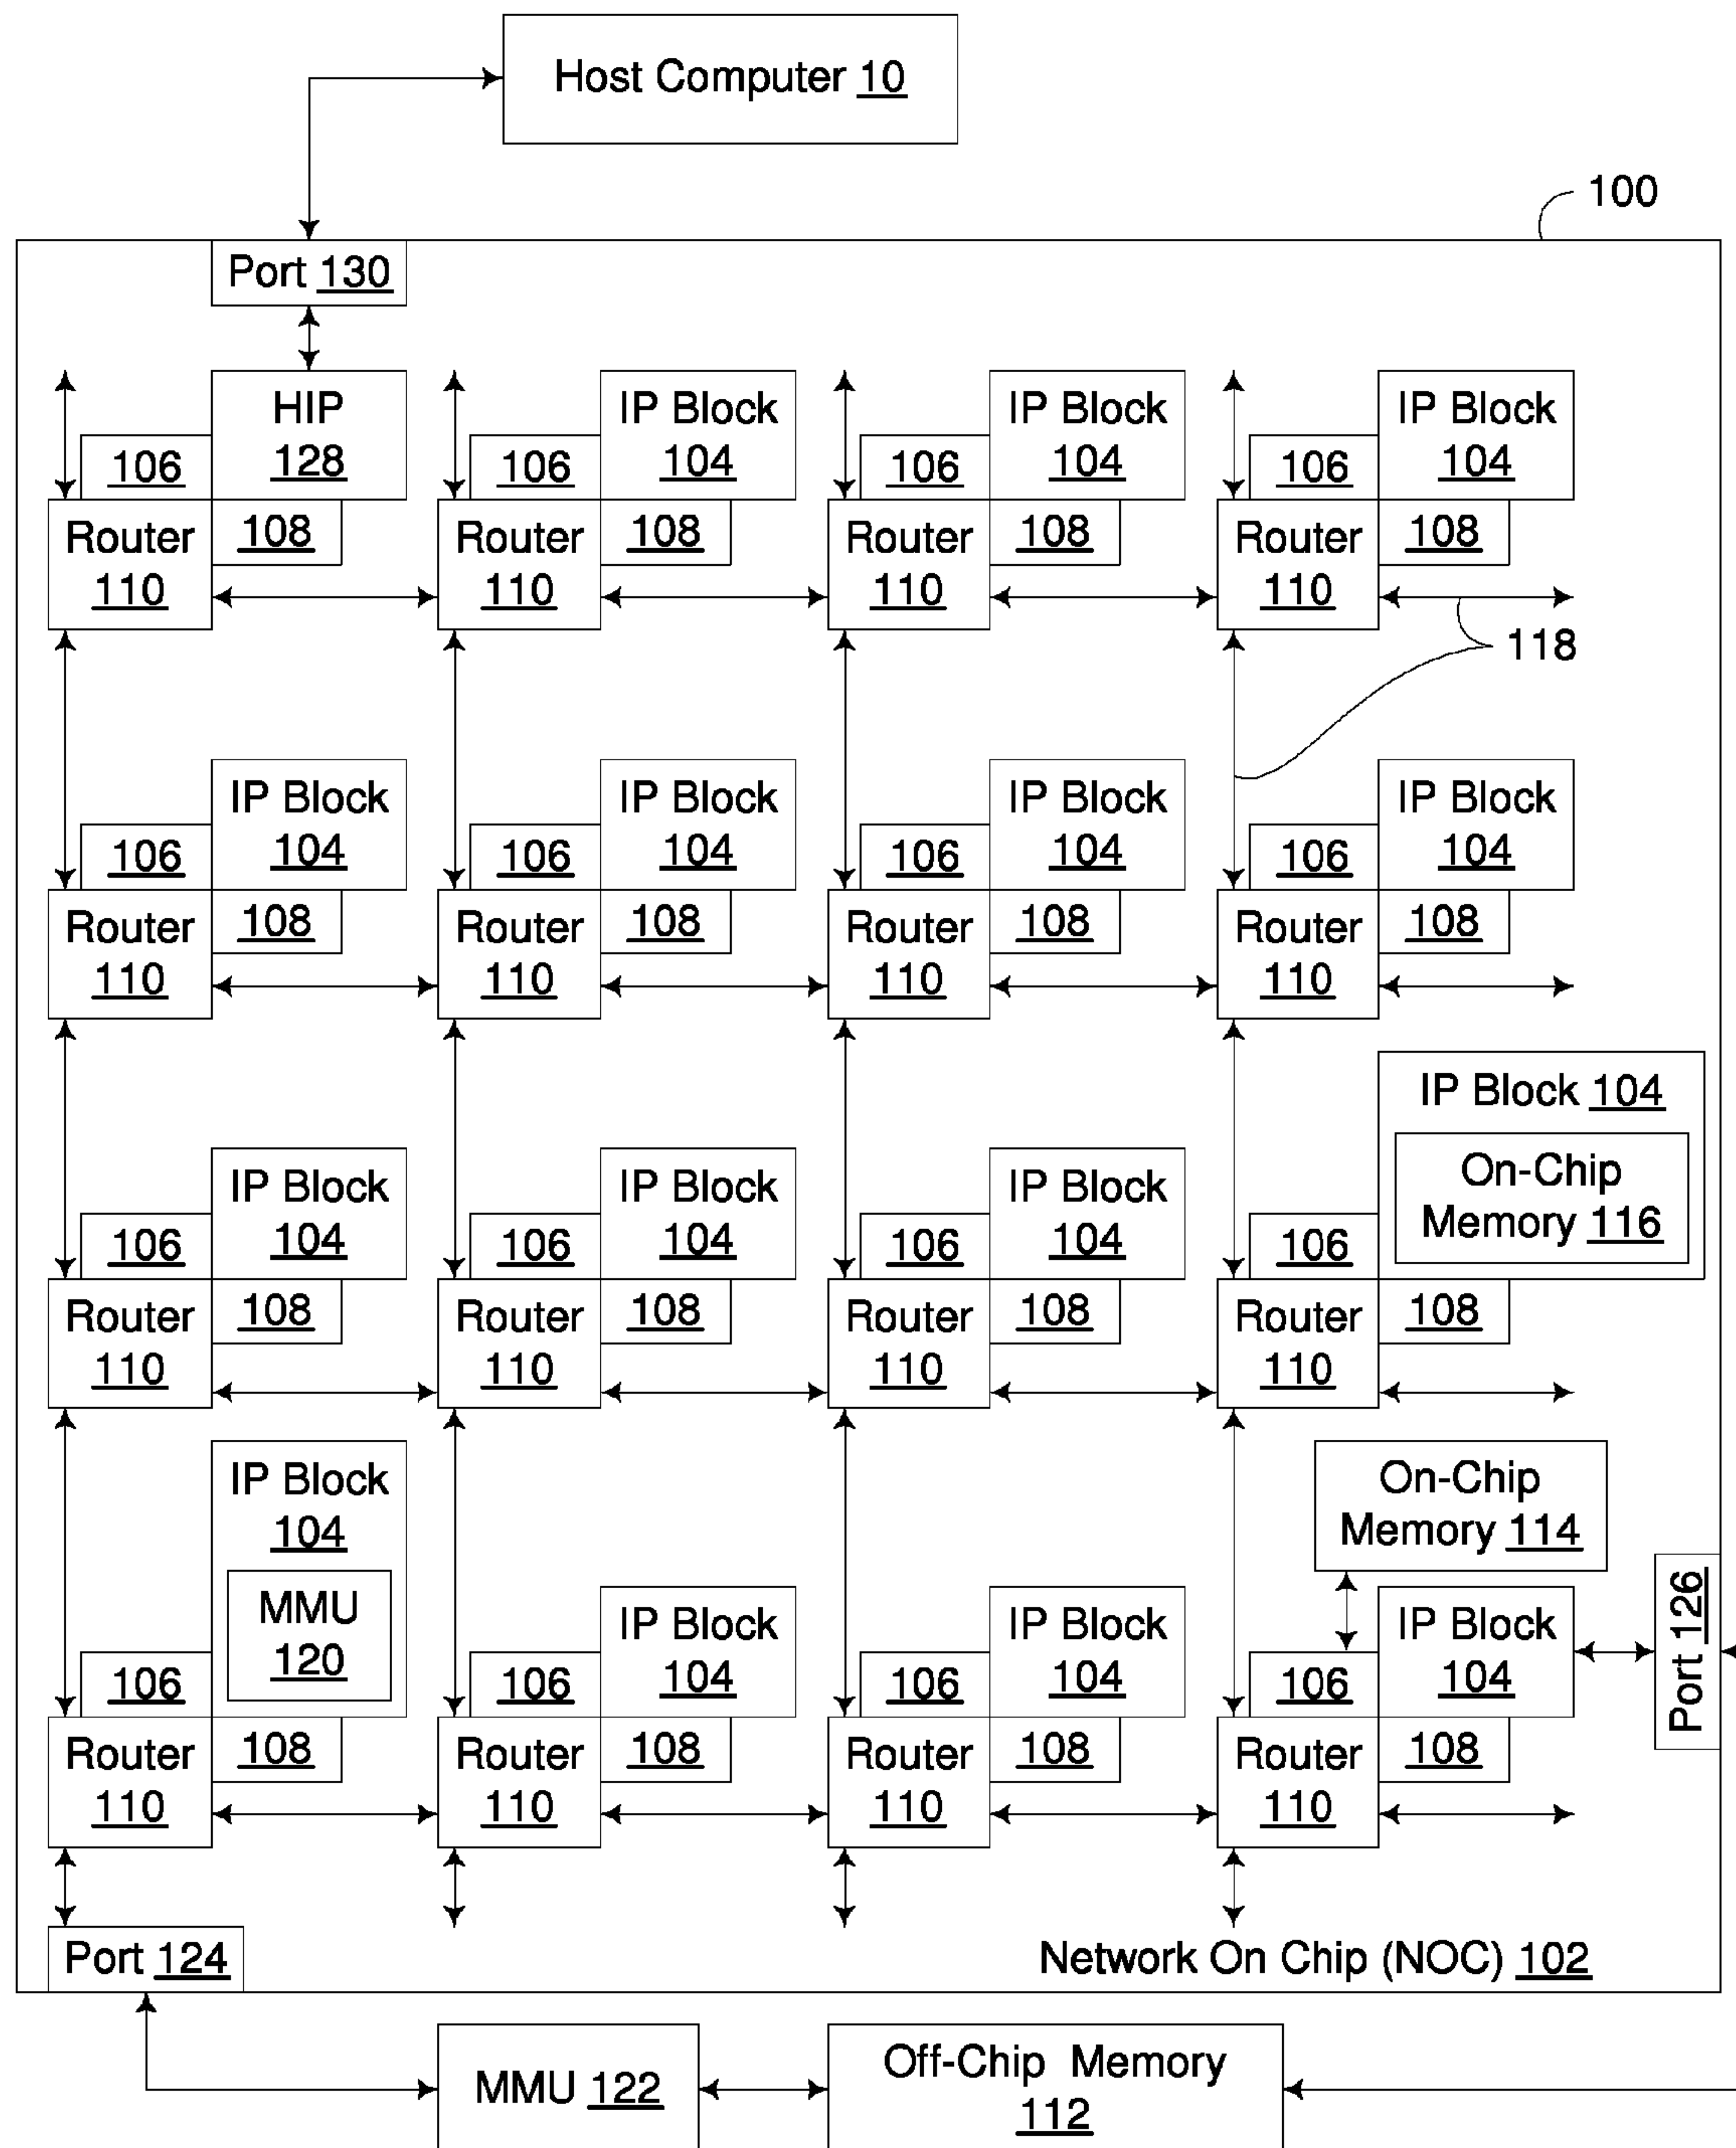 Host Computer 10
100
Port 130
HIP
128
IP Block
104
IP Block
104
IP Block
104
106
106
106
106
108
108
108
108
Router
110
Router
110
Router
110
Router
110
118
IP Block
104
IP Block
104
IP Block
104
IP Block
104
106
106
106
106
108
108
108
108
Router
110
Router
110
Router
110
Router
110
IP Block 104
On-Chip
Memory 116
IP Block
104
IP Block
104
IP Block
104
106
106
106
106
108
108
108
108
Router
110
Router
110
Router
110
Router
110
IP Block
104
MMU
120
On-Chip
Memory 114
IP Block
104
IP Block
104
IP Block
104
Port 126
106
106
106
106
108
108
108
108
Router
110
Router
110
Router
110
Router
110
Port 124
Network On Chip (NOC) 102
MMU 122
Off-Chip Memory
112